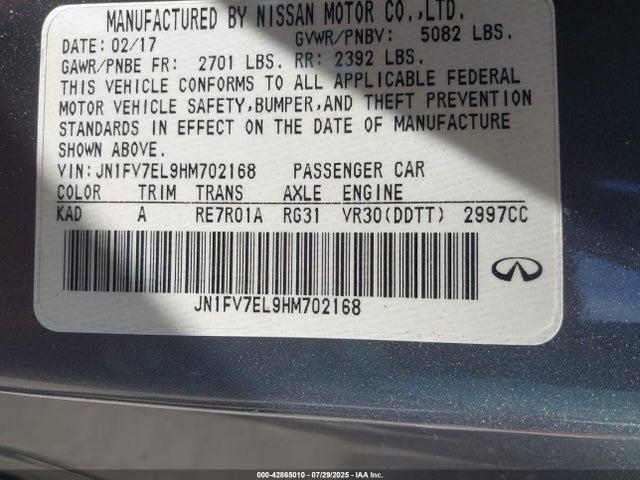 MANUFACTURED BY NISSAN MOTOR CO.,LTD.
DATE: 02/17 GVWR/PNBV: 5082 LBS.
GAWR/PNBE FR: 2701 LBS. RR: 2392 LBS.
THIS VEHICLE CONFORMS TO ALL APPLICABLE FEDERAL
MOTOR VEHICLE SAFETY,BUMPER,AND THEFT PREVENTION
STANDARDS IN EFFECT ON THE DATE OF MANUFACTURE
SHOWN ABOVE.
VIN:JN1FV7EL9HM702168 PASSENGER CAR
COLOR TRIM TRANS AXLE ENGINE
KAD A RE7R01A RG31 VR30(DDTT) 2997CC
JN1FV7EL9HM702168
000-42865010 - 07/29/2025 - IAA Inc.